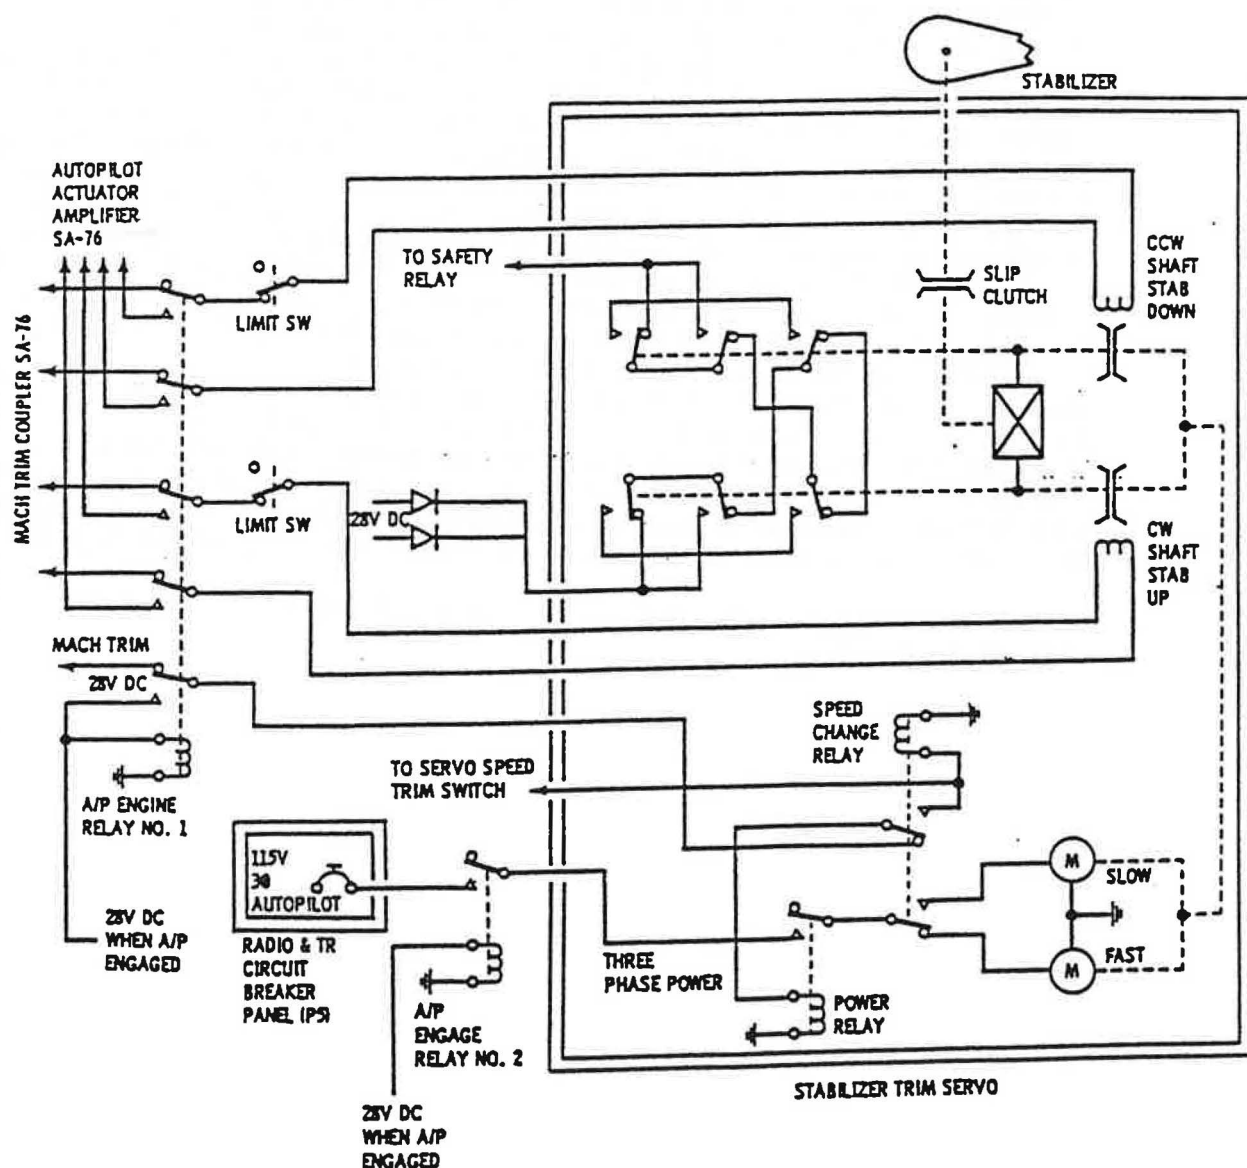 STABILIZER
AUTOPILOT
ACTUATOR
AMPLIFIER
SA-76
TO SAFETY
RELAY
SLIP
CLUTCH
CCW
SHAFT
STAB
DOWN
LIMIT SW
MACH TRIM COUPLER SA-76
LIMIT SW
28V DC
CW
SHAFT
STAB
UP
MACH TRIM
28V DC
SPEED
CHANGE
RELAY
TO SERVO SPEED
TRIM SWITCH
A/P ENGINE
RELAY NO. 1
115V
3Ø
AUTOPILOT
M
SLOW
28V DC
WHEN A/P
ENGAGED
RADIO & TR
CIRCUIT
BREAKER
PANEL (P5)
THREE
PHASE POWER
M
FAST
A/P
ENGAGE
RELAY NO. 2
POWER
RELAY
STABILIZER TRIM SERVO
28V DC
WHEN A/P
ENGAGED